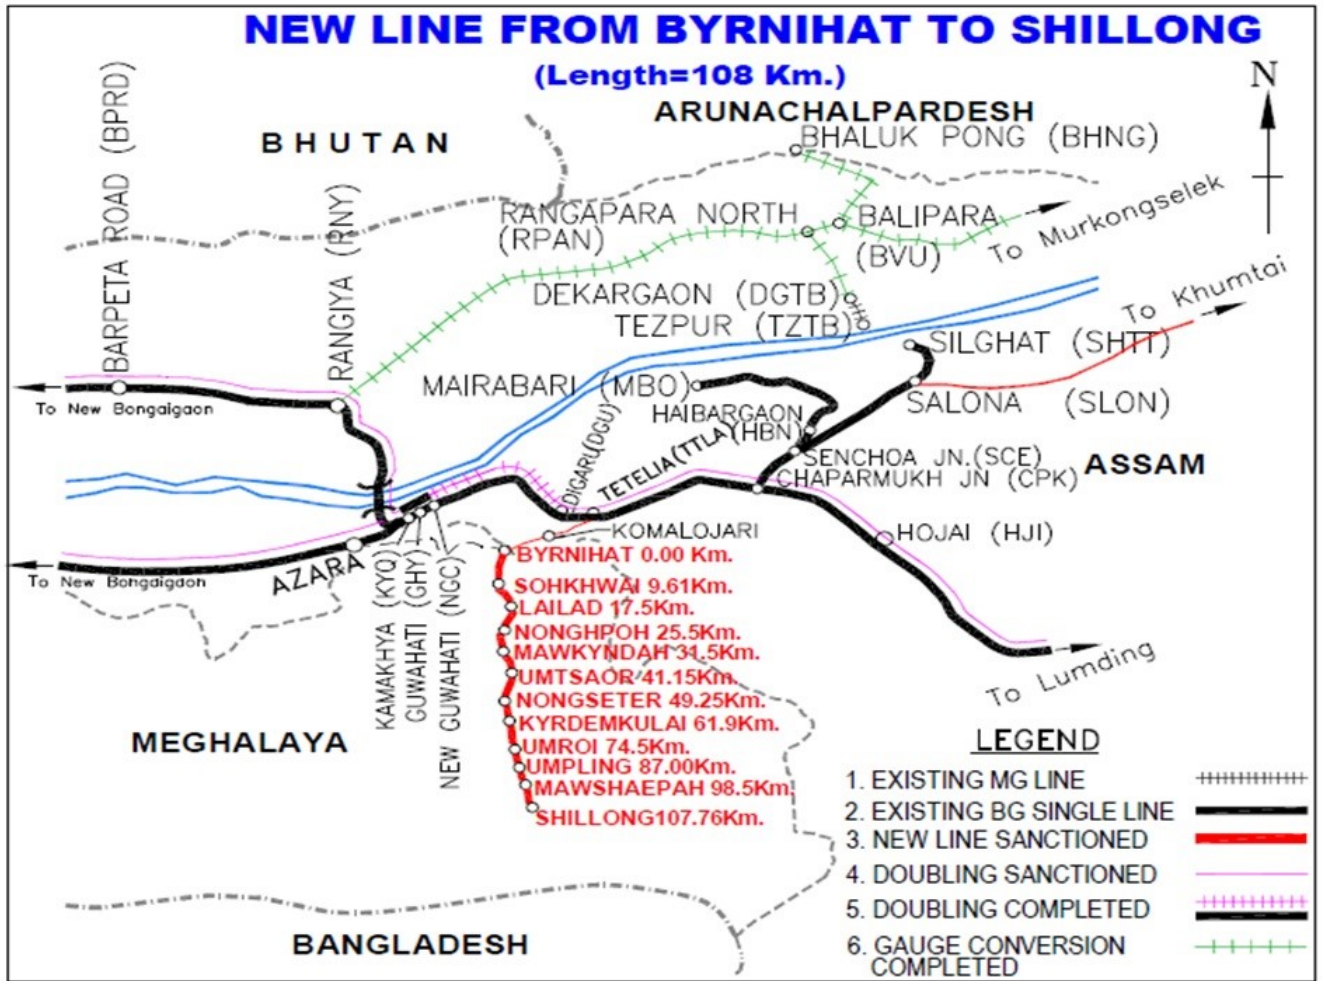 NEW LINE FROM BYRNIHAT TO SHILLONG
(Length=108 Km.)
N
ARUNACHALPARDESH
BHUTAN
BHALUK PONG (BHNG)
BARPETA ROAD (BPRD)
RANGIYA (RNY)
RANGAPARA NORTH
(RPAN)
BALIPARA
(BVU)
To Murkongselek
DEKARGAON (DGTB)
TEZPUR (TZTB)
To Khumtai
SILGHAT (SHTT)
MAIRABARI (MBO)
SALONA (SLON)
To New Bongaigaon
HAIBARGAON
(HBN)
DIGARU(DGU)
TETELIA(TTLA)
SENCHOA JN.(SCE)
CHAPARMUKH JN (CPK)
ASSAM
KOMALOJARI
HOJAI (HJI)
To New Bongdigdon
AZARA
KAMAKHYA (KYQ)
GUWAHATI (GHY)
NEW GUWAHATI (NGC)
BYRNIHAT 0.00 Km.
SOHKHWAI 9.61Km.
LAILAD 17.5Km.
NONGHPOH 25.5Km.
MAWKYNDAH 31.5Km.
UMTSAOR 41.15Km.
NONGSETER 49.25Km.
KYRDEMKULAI 61.9Km.
UMROI 74.5Km.
UMPLING 87.00Km.
MAWSHAEPAH 98.5Km.
SHILLONG107.76Km.
To Lumding
MEGHALAYA
BANGLADESH
LEGEND
1. EXISTING MG LINE
2. EXISTING BG SINGLE LINE
3. NEW LINE SANCTIONED
4. DOUBLING SANCTIONED
5. DOUBLING COMPLETED
6. GAUGE CONVERSION
COMPLETED